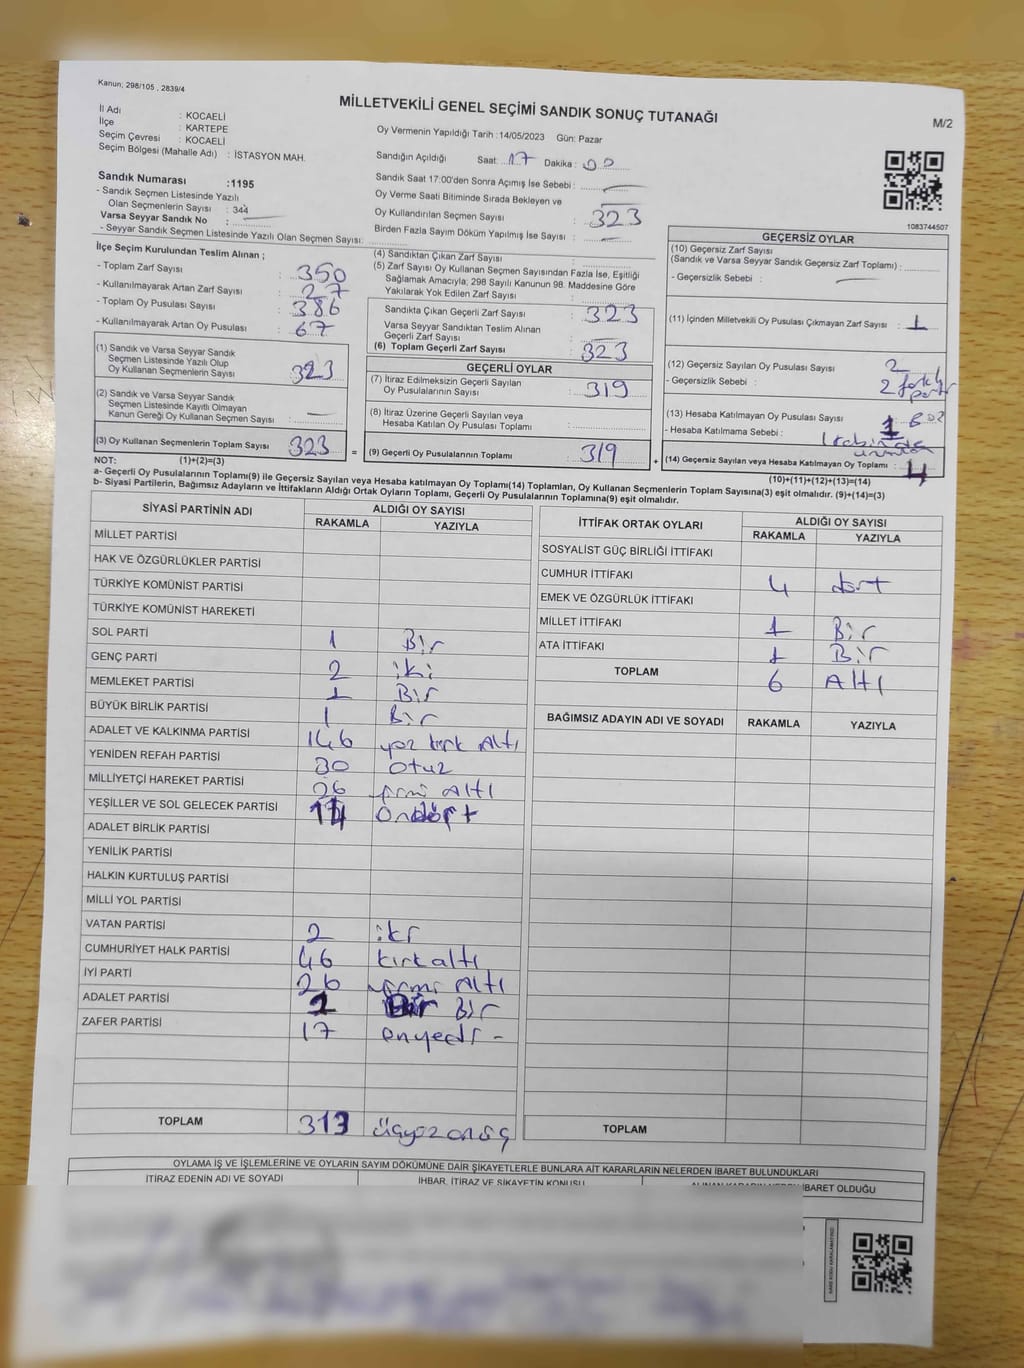 Kanun; 298/105 , 2839/4
MİLLETVEKİLİ GENEL SEÇİMİ SANDIK SONUÇ TUTANAĞI
M/2
İl Adı : KOCAELİ
İlçe : KARTEPE
Seçim Çevresi : KOCAELİ
Seçim Bölgesi (Mahalle Adı) : İSTASYON MAH.
Oy Vermenin Yapıldığı Tarih :14/05/2023 Gün: Pazar
Sandığın Açıldığı Saat: 17 Dakika : 00
Sandık Saat 17:00'den Sonra Açımış İse Sebebi :
Oy Verme Saati Bitiminde Sırada Bekleyen ve
Oy Kullandırılan Seçmen Sayısı : 323
Birden Fazla Sayım Döküm Yapılmış İse Sayısı :
Sandık Numarası :1195
- Sandık Seçmen Listesinde Yazılı
Olan Seçmenlerin Sayısı : 344
Varsa Seyyar Sandık No :
- Seyyar Sandık Seçmen Listesinde Yazılı Olan Seçmen Sayısı:
1083744507
İlçe Seçim Kurulundan Teslim Alınan ;
- Toplam Zarf Sayısı : 350
- Kullanılmayarak Artan Zarf Sayısı : 27
- Toplam Oy Pusulası Sayısı : 386
- Kullanılmayarak Artan Oy Pusulası : 67
(1) Sandık ve Varsa Seyyar Sandık
Seçmen Listesinde Yazılı Olup
Oy Kullanan Seçmenlerin Sayısı : 323
(2) Sandık ve Varsa Seyyar Sandık
Seçmen Listesinde Kayıtlı Olmayan
Kanun Gereği Oy Kullanan Seçmen Sayısı :
(3) Oy Kullanan Seçmenlerin Toplam Sayısı : 323
(4) Sandıktan Çıkan Zarf Sayısı :
(5) Zarf Sayısı Oy Kullanan Seçmen Sayısından Fazla İse, Eşitliği
Sağlamak Amacıyla; 298 Sayılı Kanunun 98. Maddesine Göre
Yakılarak Yok Edilen Zarf Sayısı :
Sandıkta Çıkan Geçerli Zarf Sayısı : 323
Varsa Seyyar Sandıktan Teslim Alınan
Geçerli Zarf Sayısı :
(6) Toplam Geçerli Zarf Sayısı : 323
GEÇERLİ OYLAR
(7) İtiraz Edilmeksizin Geçerli Sayılan
Oy Pusulalarının Sayısı : 319
(8) İtiraz Üzerine Geçerli Sayılan veya
Hesaba Katılan Oy Pusulası Toplamı :
= (9) Geçerli Oy Pusulalarının Toplamı : 319 +
GEÇERSİZ OYLAR
(10) Geçersiz Zarf Sayısı
(Sandık ve Varsa Seyyar Sandık Geçersiz Zarf Toplamı) :
- Geçersizlik Sebebi :
(11) İçinden Milletvekili Oy Pusulası Çıkmayan Zarf Sayısı : 1
(12) Geçersiz Sayılan Oy Pusulası Sayısı : 2
- Geçersizlik Sebebi : 2 farklı
parti
(13) Hesaba Katılmayan Oy Pusulası Sayısı : 1
- Hesaba Katılmama Sebebi : 1
(14) Geçersiz Sayılan veya Hesaba Katılmayan Oy Toplamı : 4
NOT: (1)+(2)=(3)
(10)+(11)+(12)+(13)=(14)
a- Geçerli Oy Pusulalarının Toplamı(9) ile Geçersiz Sayılan veya Hesaba katılmayan Oy Toplamı(14) Toplamları, Oy Kullanan Seçmenlerin Toplam Sayısına(3) eşit olmalıdır. (9)+(14)=(3)
b- Siyasi Partilerin, Bağımsız Adayların ve İttifakların Aldığı Ortak Oyların Toplamı, Geçerli Oy Pusulalarının Toplamına(9) eşit olmalıdır.
SİYASİ PARTİNİN ADI ALDIĞI OY SAYISI
RAKAMLA YAZIYLA
MİLLET PARTİSİ
HAK VE ÖZGÜRLÜKLER PARTİSİ
TÜRKİYE KOMÜNİST PARTİSİ
TÜRKİYE KOMÜNİST HAREKETİ
SOL PARTİ 1 Bir
GENÇ PARTİ 2 iki
MEMLEKET PARTİSİ 1 Bir
BÜYÜK BİRLİK PARTİSİ 1 Bir
ADALET VE KALKINMA PARTİSİ 146 yüz kırk Altı
YENİDEN REFAH PARTİSİ 30 otuz
MİLLİYETÇİ HAREKET PARTİSİ 26 yirmi Altı
YEŞİLLER VE SOL GELECEK PARTİSİ 14 ondört
ADALET BİRLİK PARTİSİ
YENİLİK PARTİSİ
HALKIN KURTULUŞ PARTİSİ
MİLLİ YOL PARTİSİ
VATAN PARTİSİ 2 iki
CUMHURİYET HALK PARTİSİ 46 kırkaltı
İYİ PARTİ 26 yirmi Altı
ADALET PARTİSİ 1 Bir Bir
ZAFER PARTİSİ 17 onyedi -
TOPLAM 313 üçyüzonüç
İTTİFAK ORTAK OYLARI ALDIĞI OY SAYISI
RAKAMLA YAZIYLA
SOSYALİST GÜÇ BİRLİĞİ İTTİFAKI
CUMHUR İTTİFAKI 4 dört
EMEK VE ÖZGÜRLÜK İTTİFAKI
MİLLET İTTİFAKI 1 Bir
ATA İTTİFAKI 1 Bir
TOPLAM 6 Altı
BAĞIMSIZ ADAYIN ADI VE SOYADI RAKAMLA YAZIYLA
TOPLAM
OYLAMA İŞ VE İŞLEMLERİNE VE OYLARIN SAYIM DÖKÜMÜNE DAİR ŞİKAYETLERLE BUNLARA AİT KARARLARIN NELERDEN İBARET BULUNDUKLARI
İTİRAZ EDENİN ADI VE SOYADI İHBAR, İTİRAZ VE ŞİKAYETİN KONUSU İBARET OLDUĞU